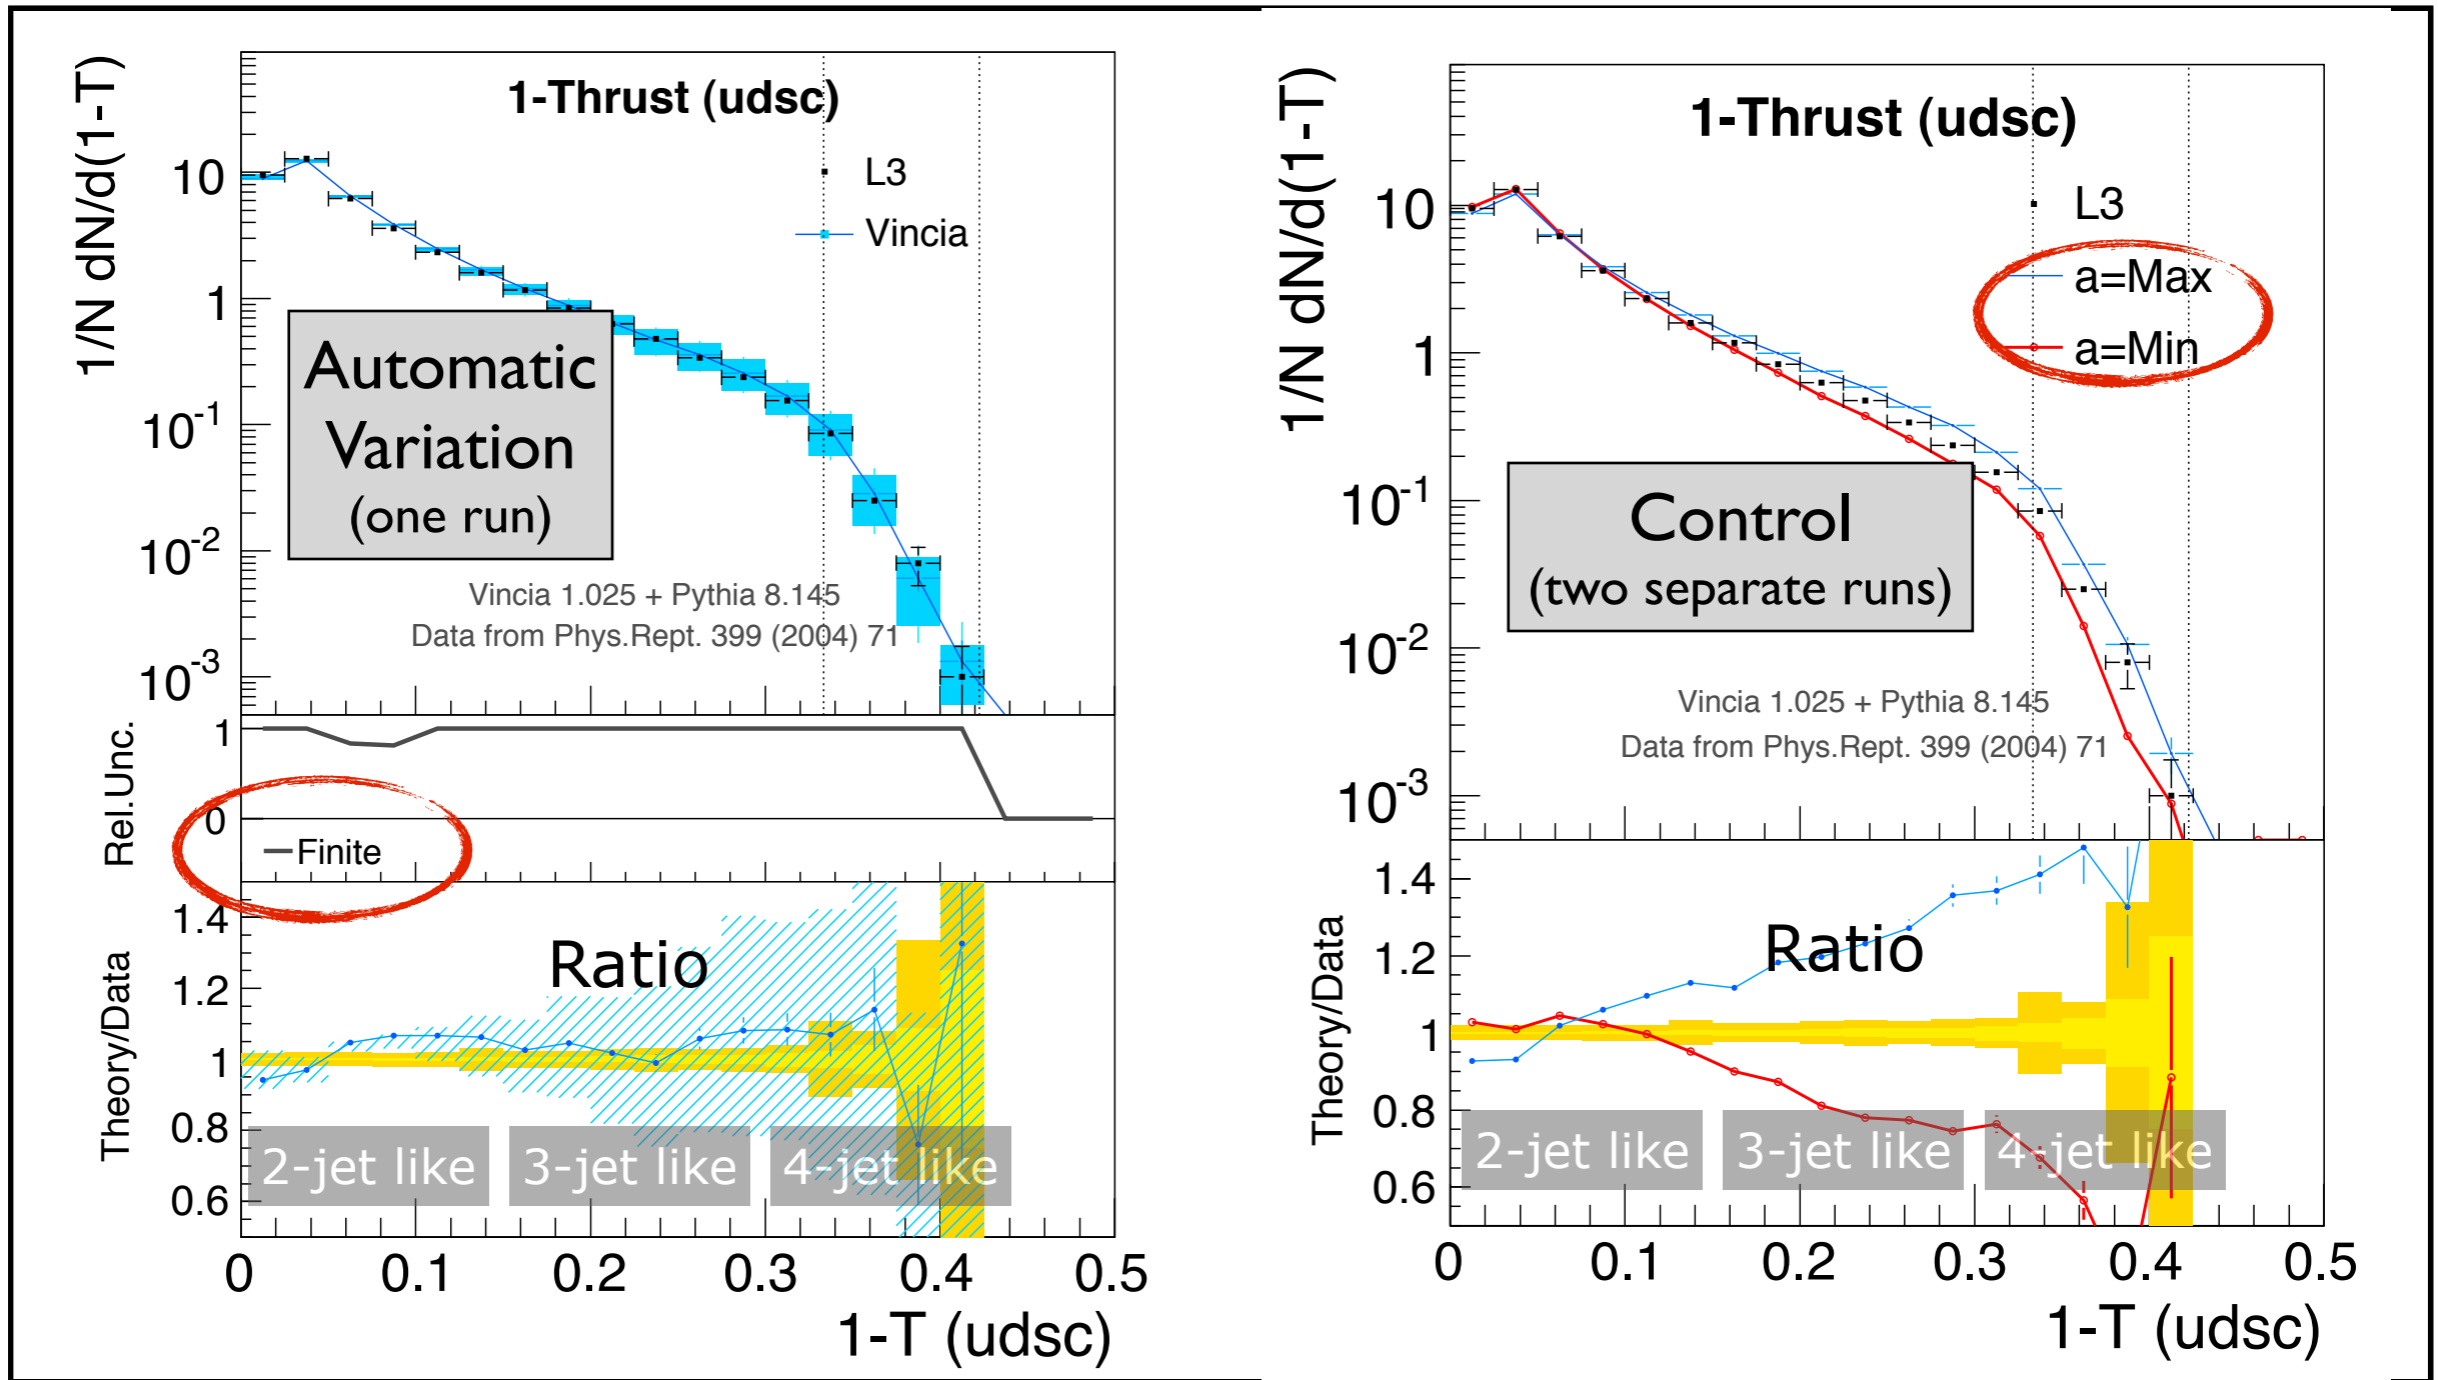 1-Thrust (udsc)
1/N dN/d(1-T)
10
1
10-1
10-2
10-3
L3
Vincia
Automatic
Variation
(one run)
Vincia 1.025 + Pythia 8.145
Data from Phys.Rept. 399 (2004) 71
Rel.Unc.
1
0
Finite
Theory/Data
1.4
1.2
1
0.8
0.6
Ratio
2-jet like
3-jet like
4-jet like
0 0.1 0.2 0.3 0.4 0.5
1-T (udsc)
1-Thrust (udsc)
1/N dN/d(1-T)
10
1
10-1
10-2
10-3
L3
a=Max
a=Min
Control
(two separate runs)
Vincia 1.025 + Pythia 8.145
Data from Phys.Rept. 399 (2004) 71
Theory/Data
1.4
1.2
1
0.8
0.6
Ratio
2-jet like
3-jet like
4-jet like
0 0.1 0.2 0.3 0.4 0.5
1-T (udsc)